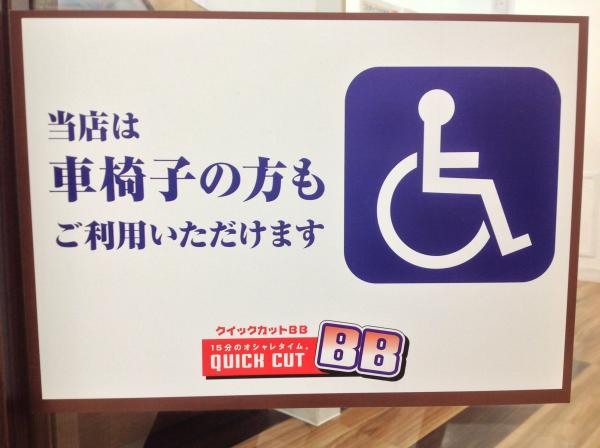 当店は
車椅子の方も
ご利用いただけます
クイックカットBB
15分のオシャレタイム。
QUICK CUT BB